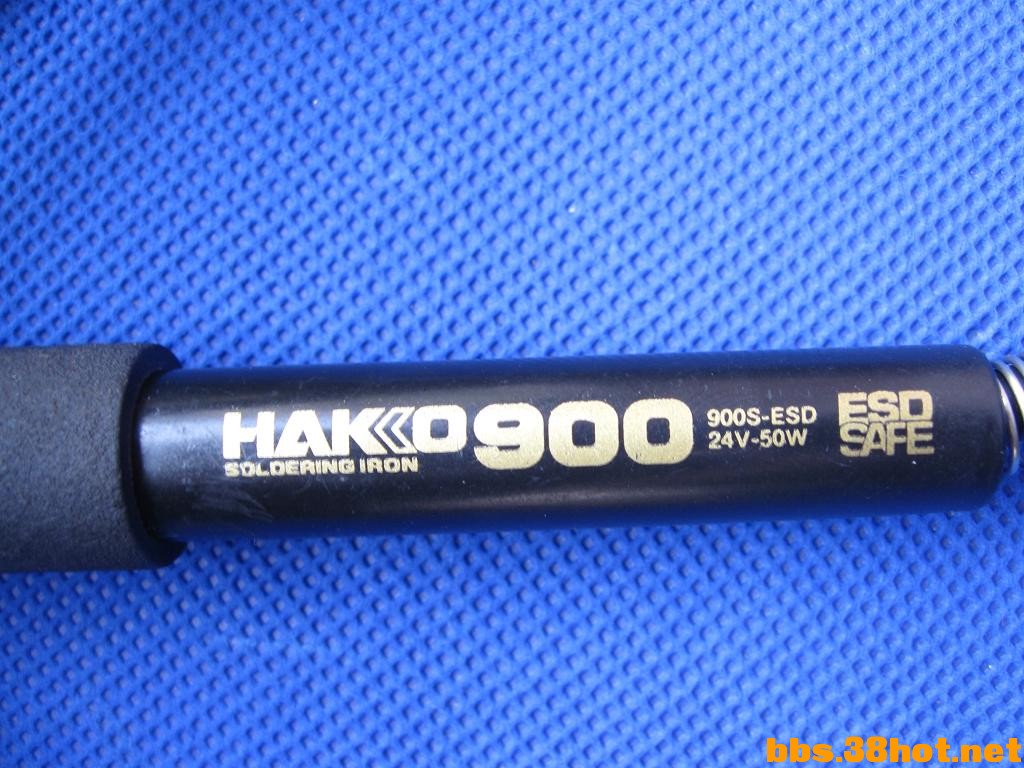 HAKKO 900
SOLDERING IRON
900S-ESD
24V-50W
ESD
SAFE
bbs.38hot.net